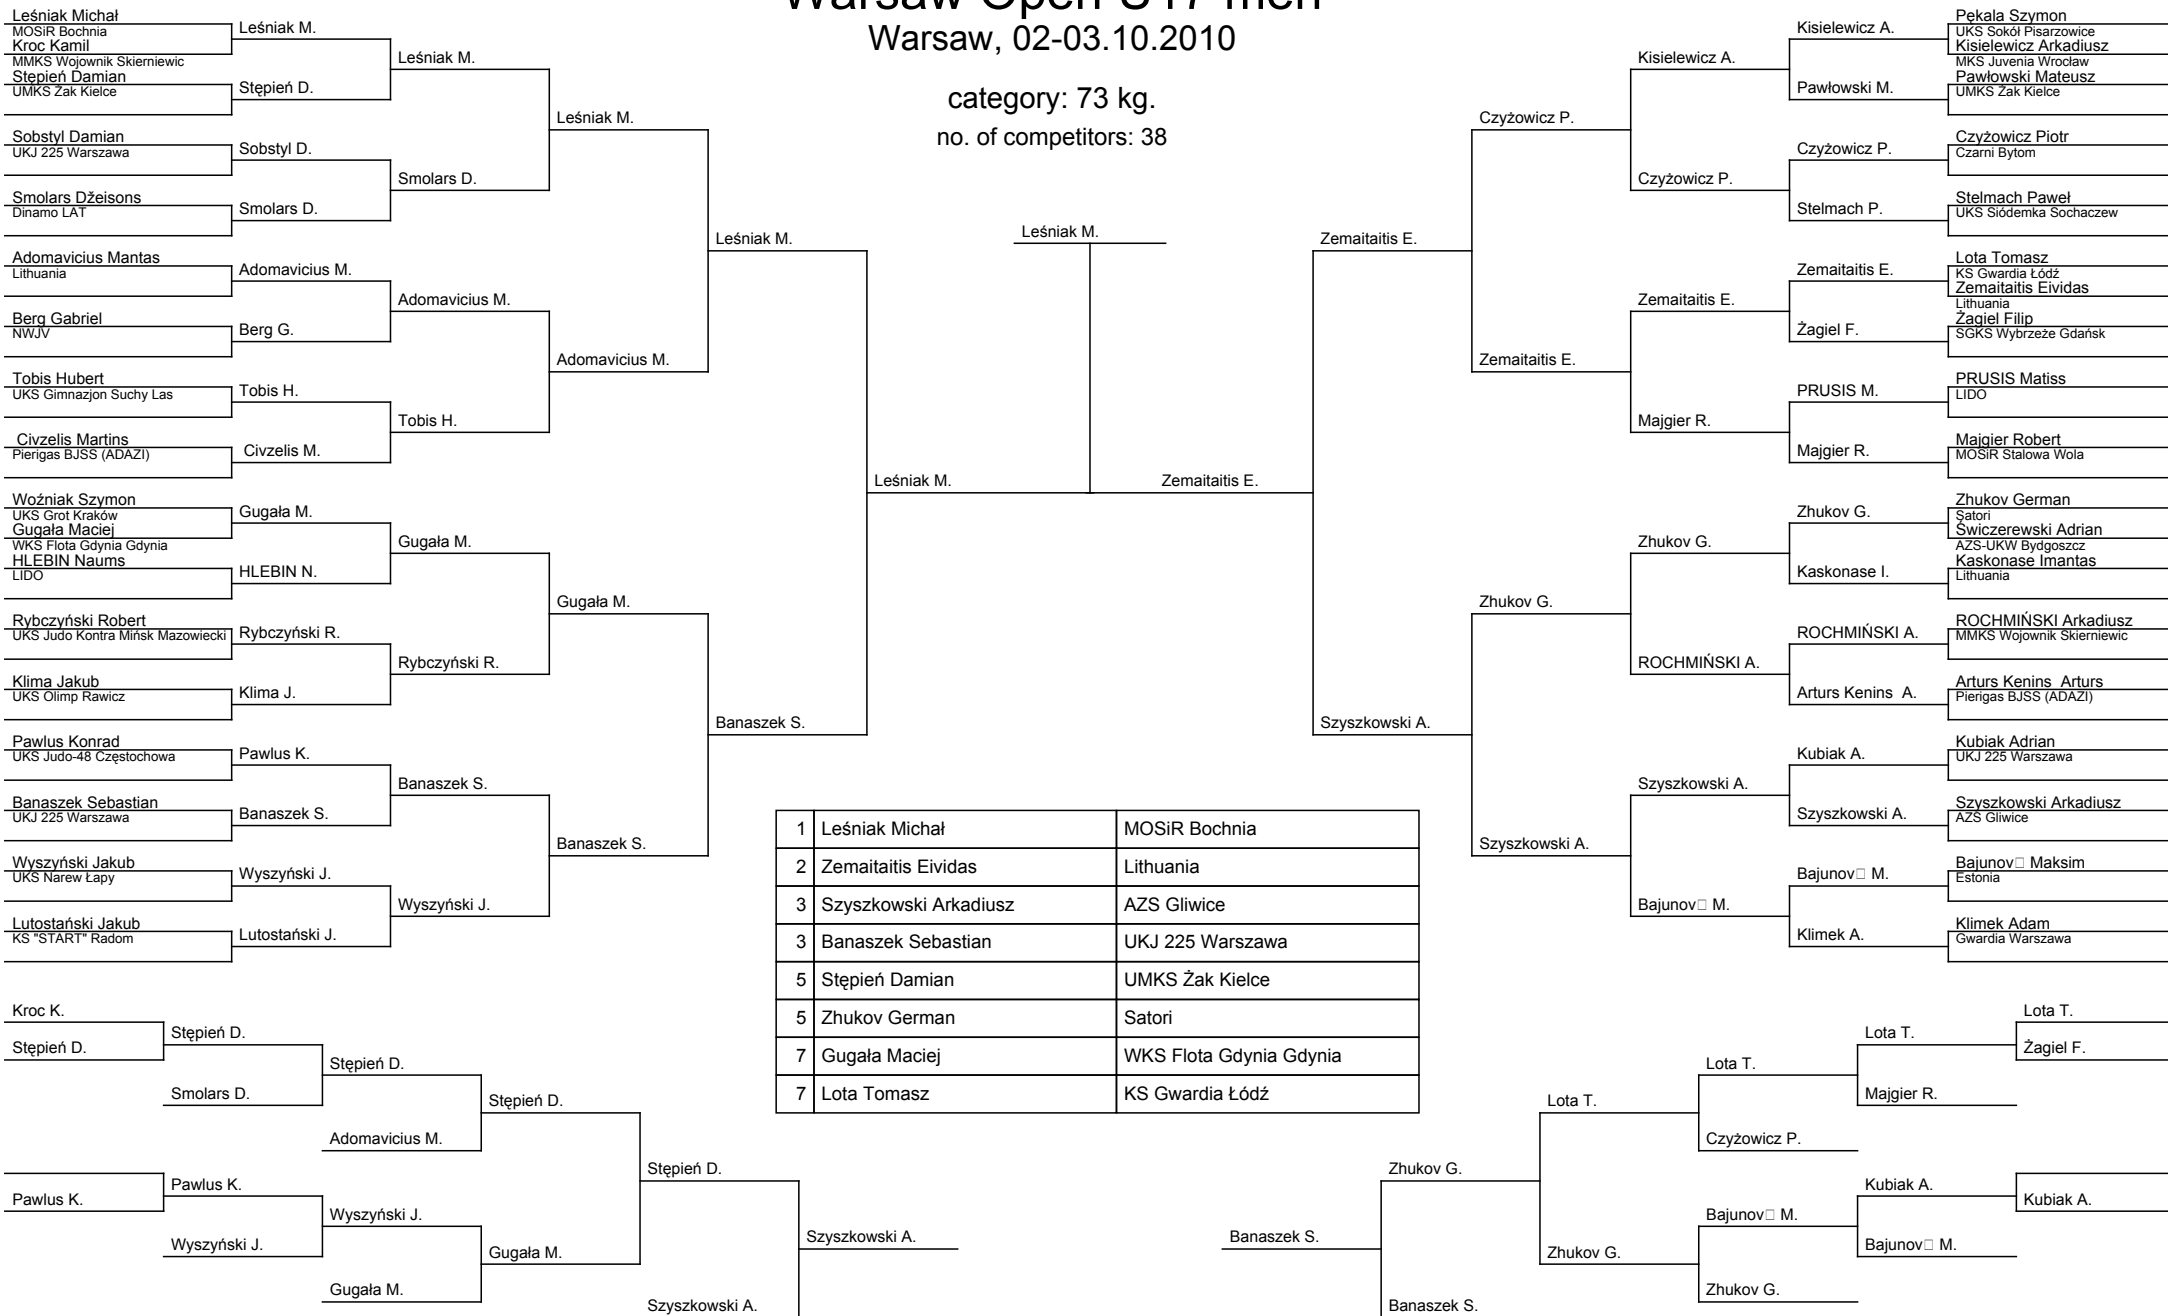 Warsaw Open U17 men
Warsaw, 02-03.10.2010
category: 73 kg.
no. of competitors: 38
Leśniak Michał
MOSiR Bochnia
Kroc Kamil
MMKS Wojownik Skierniewic
Stępień Damian
UMKS Żak Kielce
Sobstyl Damian
UKJ 225 Warszawa
Smolars Džeisons
Dinamo LAT
Adomavicius Mantas
Lithuania
Berg Gabriel
NWJV
Tobis Hubert
UKS Gimnazjon Suchy Las
Civzelis Martins
Pierigas BJSS (ADAZI)
Woźniak Szymon
UKS Grot Kraków
Gugała Maciej
WKS Flota Gdynia Gdynia
HLEBIN Naums
LIDO
Rybczyński Robert
UKS Judo Kontra Mińsk Mazowiecki
Klima Jakub
UKS Olimp Rawicz
Pawlus Konrad
UKS Judo-48 Częstochowa
Banaszek Sebastian
UKJ 225 Warszawa
Wyszyński Jakub
UKS Narew Łapy
Lutostański Jakub
KS "START" Radom
Leśniak M.
Stępień D.
Sobstyl D.
Smolars D.
Adomavicius M.
Berg G.
Tobis H.
Civzelis M.
Gugała M.
HLEBIN N.
Rybczyński R.
Klima J.
Pawlus K.
Banaszek S.
Wyszyński J.
Lutostański J.
Leśniak M.
Smolars D.
Adomavicius M.
Tobis H.
Gugała M.
Rybczyński R.
Banaszek S.
Wyszyński J.
Leśniak M.
Adomavicius M.
Gugała M.
Banaszek S.
Leśniak M.
Banaszek S.
Leśniak M.
Leśniak M.
Zemaitaitis E.
Zemaitaitis E.
Szyszkowski A.
Czyżowicz P.
Zemaitaitis E.
Zhukov G.
Szyszkowski A.
Kisielewicz A.
Czyżowicz P.
Zemaitaitis E.
Majgier R.
Zhukov G.
ROCHMIŃSKI A.
Szyszkowski A.
Bajunov M.
Kisielewicz A.
Pawłowski M.
Czyżowicz P.
Stelmach P.
Zemaitaitis E.
Żagiel F.
PRUSIS M.
Majgier R.
Zhukov G.
Kaskonase I.
ROCHMIŃSKI A.
Arturs Kenins A.
Kubiak A.
Szyszkowski A.
Bajunov M.
Klimek A.
Pękala Szymon
UKS Sokół Pisarzowice
Kisielewicz Arkadiusz
MKS Juvenia Wrocław
Pawłowski Mateusz
UMKS Żak Kielce
Czyżowicz Piotr
Czarni Bytom
Stelmach Paweł
UKS Siódemka Sochaczew
Lota Tomasz
KS Gwardia Łódź
Zemaitaitis Eividas
Lithuania
Żagiel Filip
SGKS Wybrzeże Gdańsk
PRUSIS Matiss
LIDO
Majgier Robert
MOSiR Stalowa Wola
Zhukov German
Satori
Świczerewski Adrian
AZS-UKW Bydgoszcz
Kaskonase Imantas
Lithuania
ROCHMIŃSKI Arkadiusz
MMKS Wojownik Skierniewic
Arturs Kenins Arturs
Pierigas BJSS (ADAZI)
Kubiak Adrian
UKJ 225 Warszawa
Szyszkowski Arkadiusz
AZS Gliwice
Bajunov Maksim
Estonia
Klimek Adam
Gwardia Warszawa
1 Leśniak Michał MOSiR Bochnia
2 Zemaitaitis Eividas Lithuania
3 Szyszkowski Arkadiusz AZS Gliwice
3 Banaszek Sebastian UKJ 225 Warszawa
5 Stępień Damian UMKS Żak Kielce
5 Zhukov German Satori
7 Gugała Maciej WKS Flota Gdynia Gdynia
7 Lota Tomasz KS Gwardia Łódź
Kroc K.
Stępień D.
Pawlus K.
Stępień D.
Smolars D.
Pawlus K.
Wyszyński J.
Stępień D.
Adomavicius M.
Wyszyński J.
Gugała M.
Stępień D.
Gugała M.
Stępień D.
Szyszkowski A.
Szyszkowski A.
Banaszek S.
Zhukov G.
Banaszek S.
Lota T.
Zhukov G.
Lota T.
Czyżowicz P.
Bajunov M.
Zhukov G.
Lota T.
Majgier R.
Kubiak A.
Bajunov M.
Lota T.
Żagiel F.
Kubiak A.